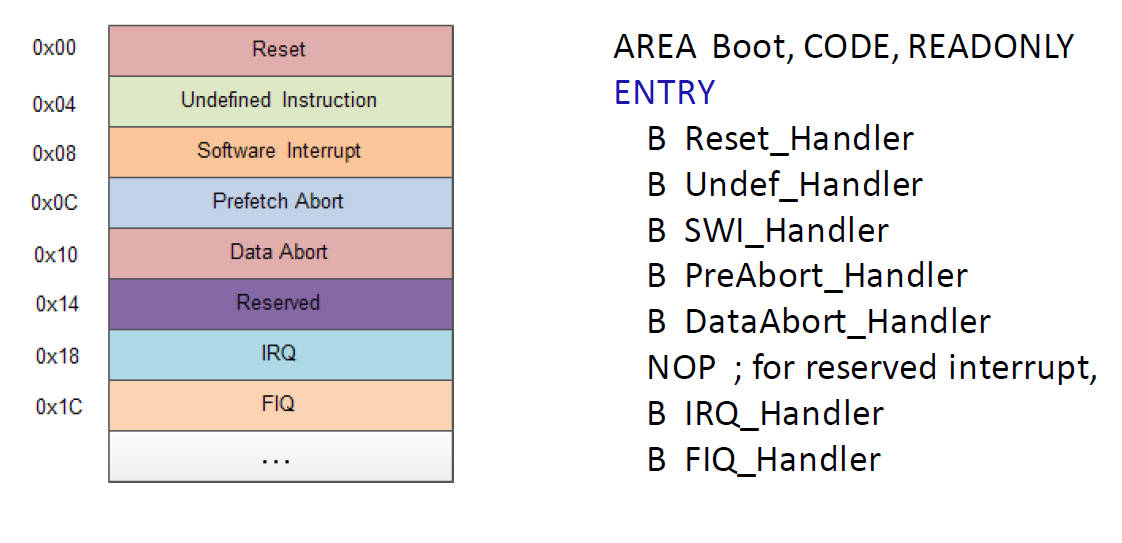 0x00 Reset
0x04 Undefined Instruction
0x08 Software Interrupt
0x0C Prefetch Abort
0x10 Data Abort
0x14 Reserved
0x18 IRQ
0x1C FIQ
...
AREA Boot, CODE, READONLY
ENTRY
B Reset_Handler
B Undef_Handler
B SWI_Handler
B PreAbort_Handler
B DataAbort_Handler
NOP ; for reserved interrupt,
B IRQ_Handler
B FIQ_Handler